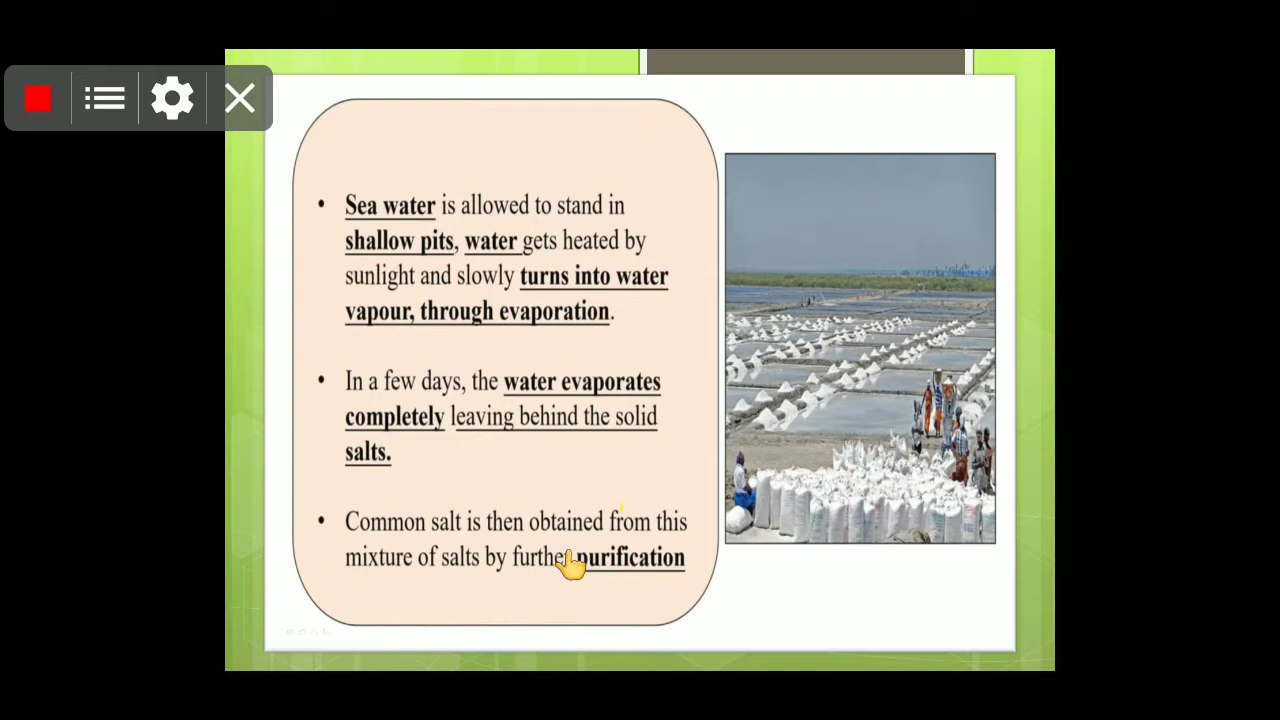 • Sea water is allowed to stand in
shallow pits, water gets heated by
sunlight and slowly turns into water
vapour, through evaporation.
• In a few days, the water evaporates
completely leaving behind the solid
salts.
• Common salt is then obtained from this
mixture of salts by further purification